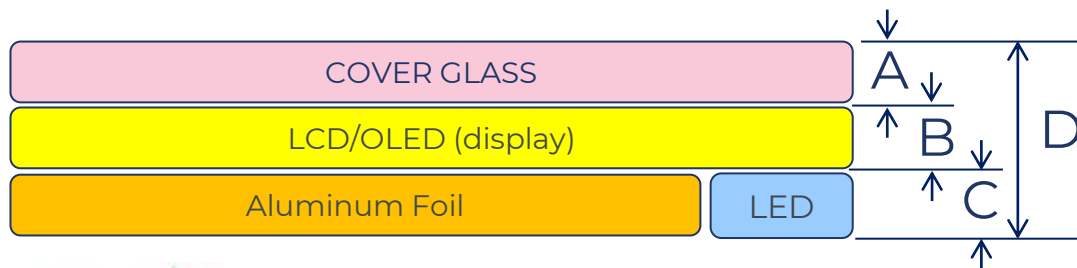 COVER GLASS
A
LCD/OLED (display)
B
D
Aluminum Foil
LED
C